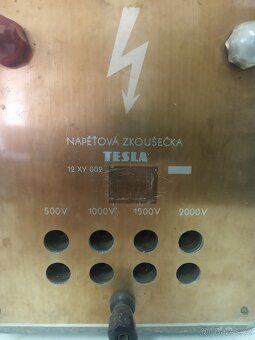 NAPĚŤOVÁ ZKOUŠEČKA
TESLA
12 XY 002
500V 1000V 1500V 2000V